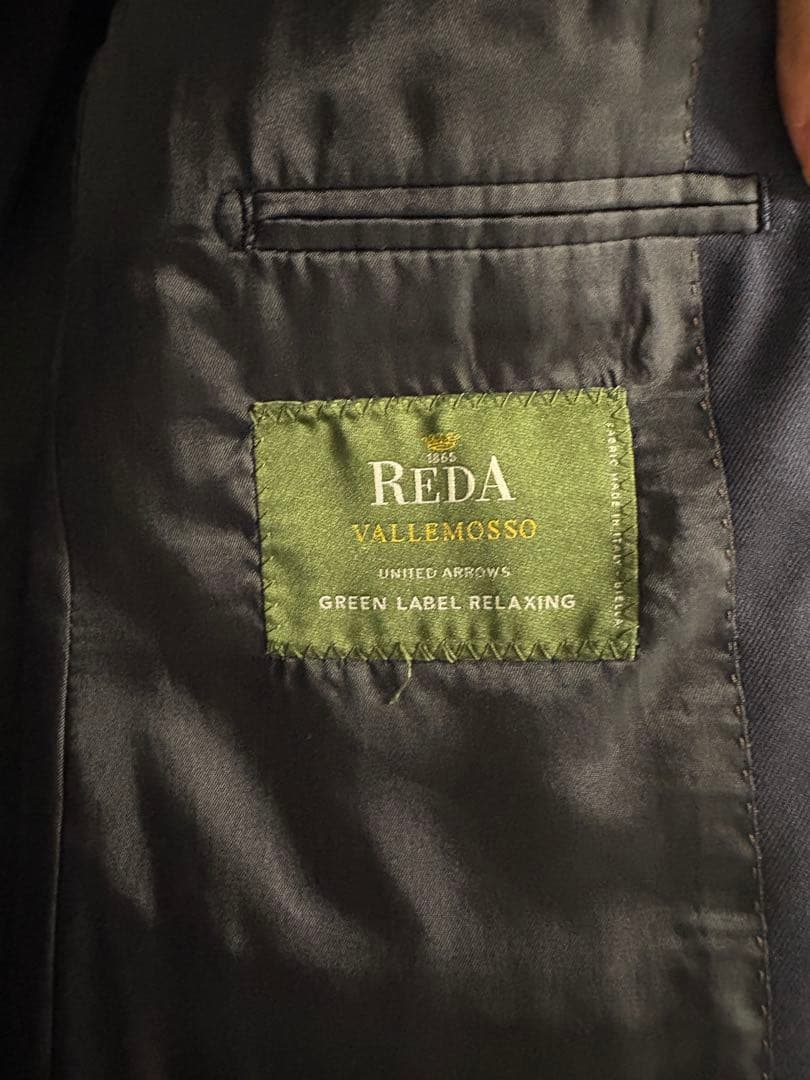 1865
REDA
VALLEMOSSO
UNITED ARROWS
GREEN LABEL RELAXING
FABRIC MADE IN ITALY BIELLA